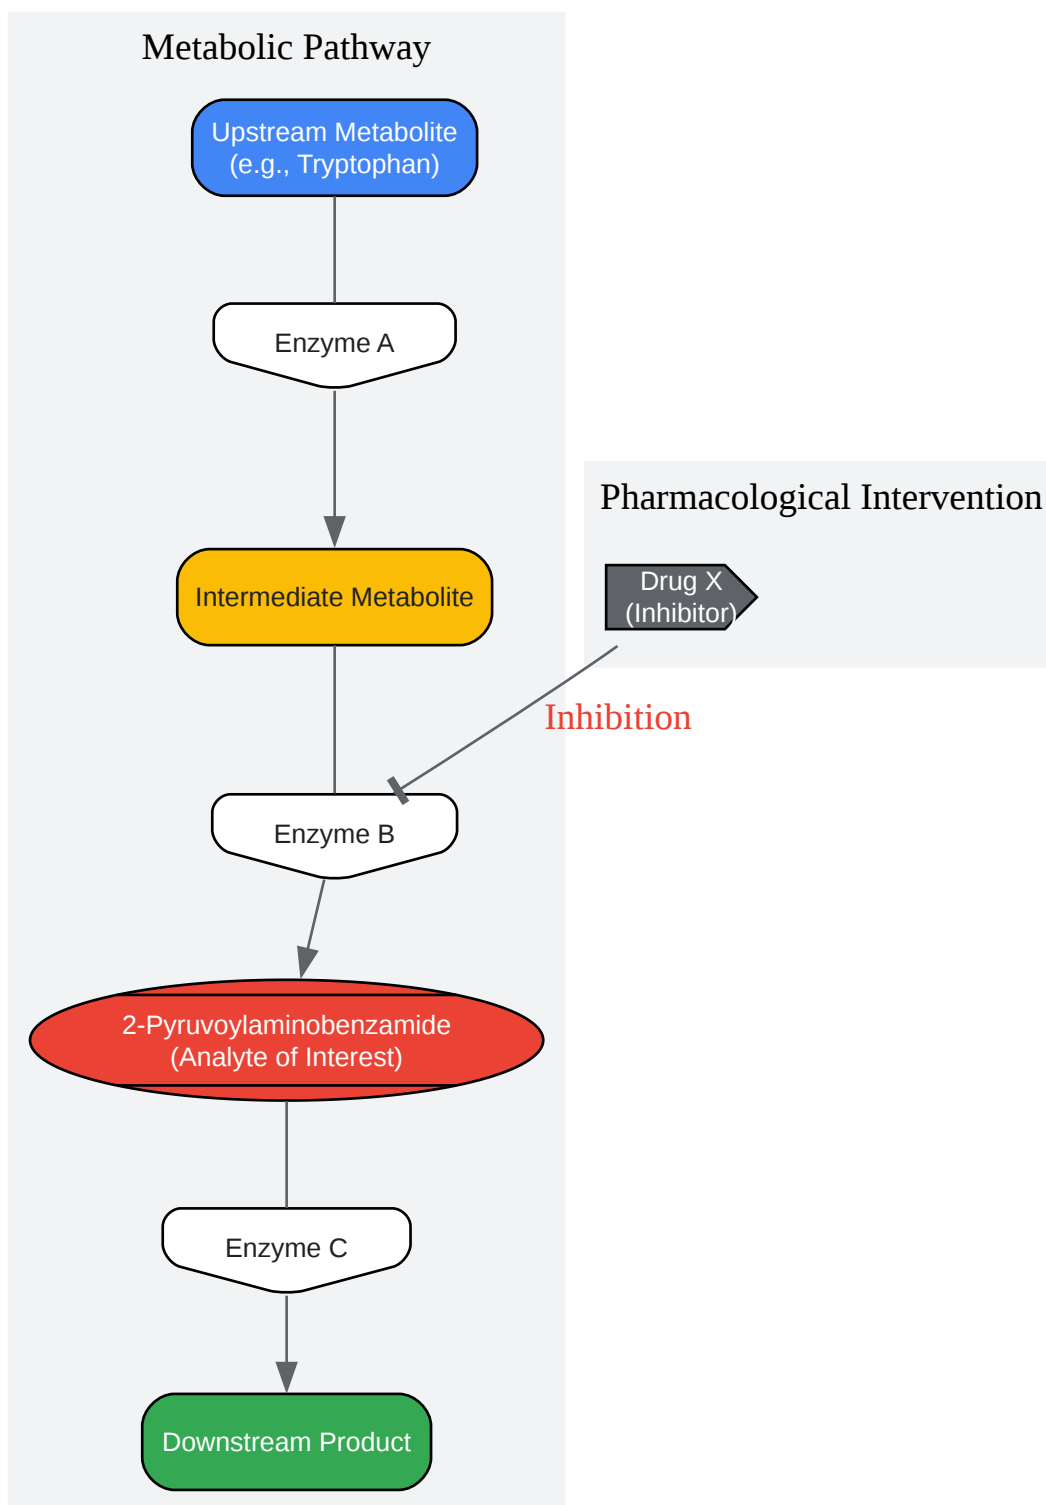 Metabolic Pathway
Upstream Metabolite
(e.g., Tryptophan)
Enzyme A
Intermediate Metabolite
Pharmacological Intervention
Drug X
(Inhibitor)
Inhibition
Enzyme B
2-Pyruvoylaminobenzamide
(Analyte of Interest)
Enzyme C
Downstream Product